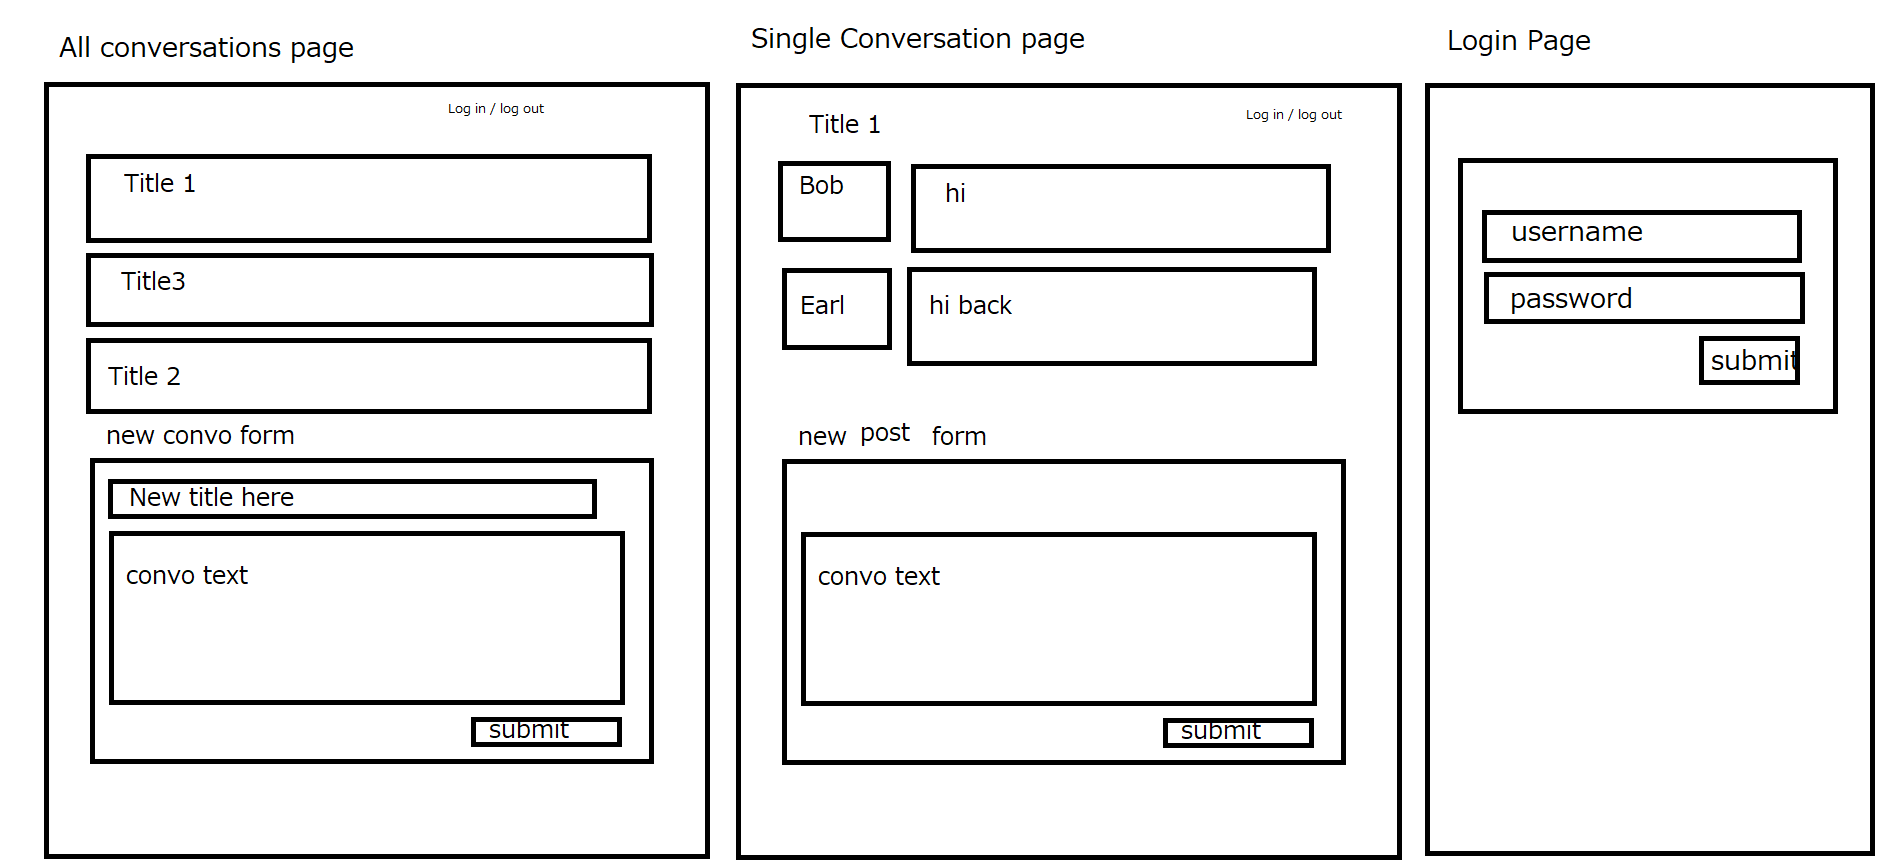 All conversations page
Log in / log out
Title 1
Title3
Title 2
new convo form
New title here
convo text
submit
Single Conversation page
Log in / log out
Title 1
Bob
hi
Earl
hi back
new post form
convo text
submit
Login Page
username
password
submit